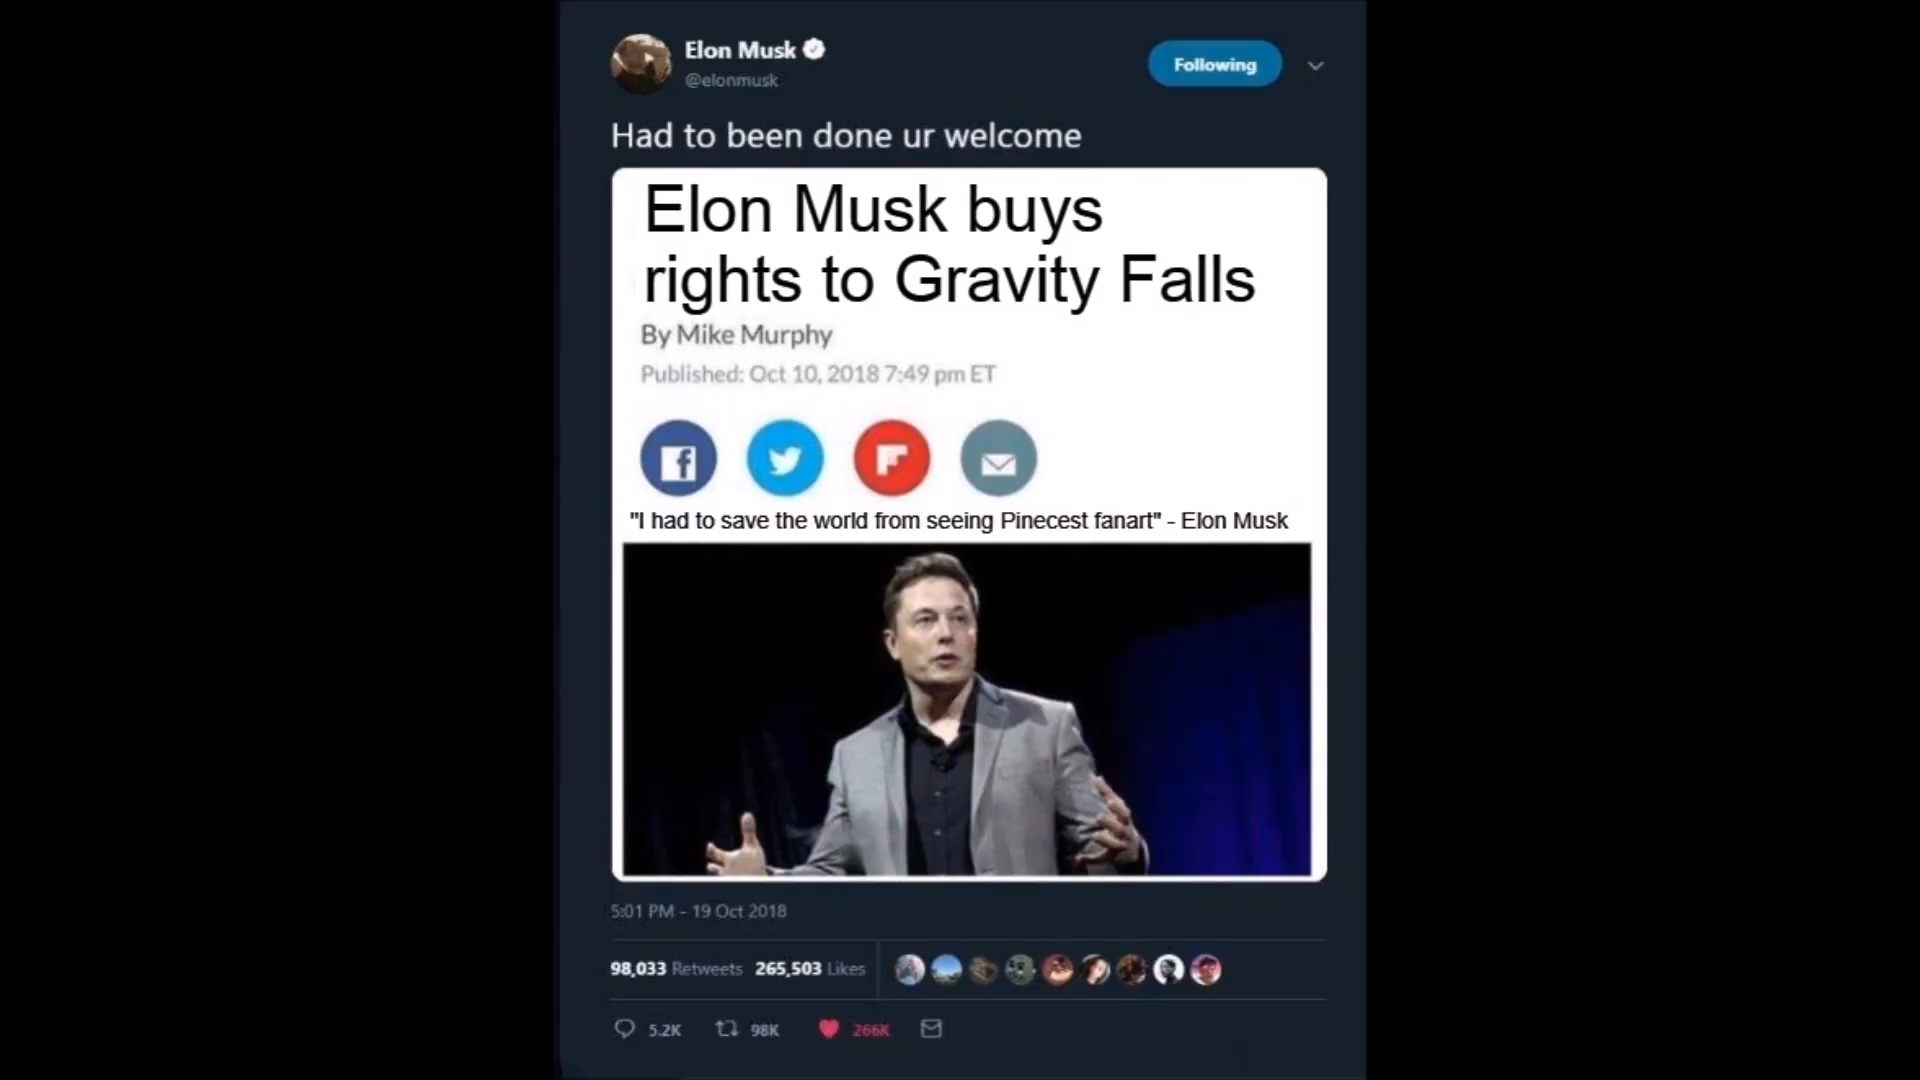 Elon Musk
@elonmusk
Following
Had to been done ur welcome
Elon Musk buys
rights to Gravity Falls
By Mike Murphy
Published: Oct 10, 2018 7:49 pm ET
"I had to save the world from seeing Pinecest fanart" - Elon Musk
5:01 PM - 19 Oct 2018
98,033 Retweets 265,503 Likes
5.2K 98K 266K